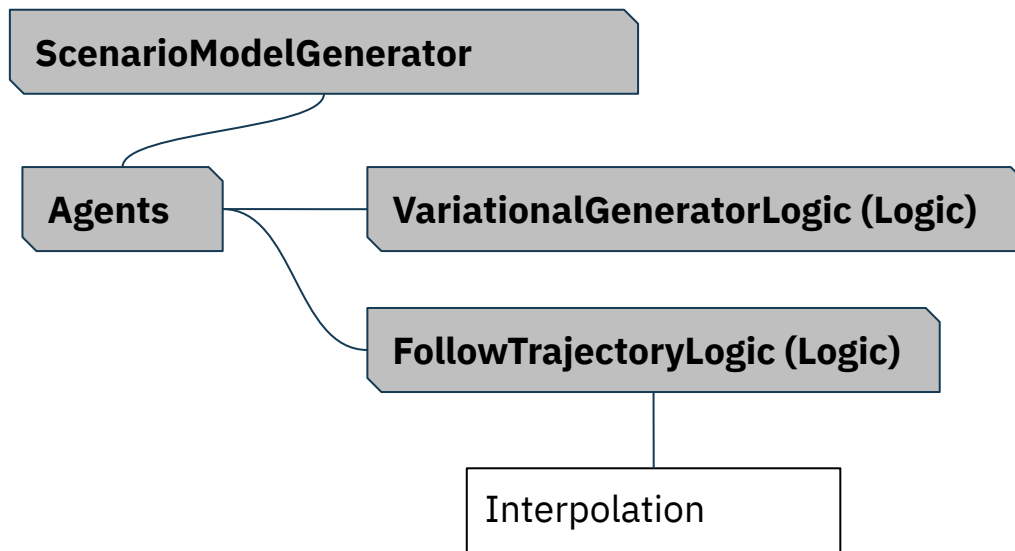 ScenarioModelGenerator
Agents
VariationalGeneratorLogic (Logic)
FollowTrajectoryLogic (Logic)
Interpolation